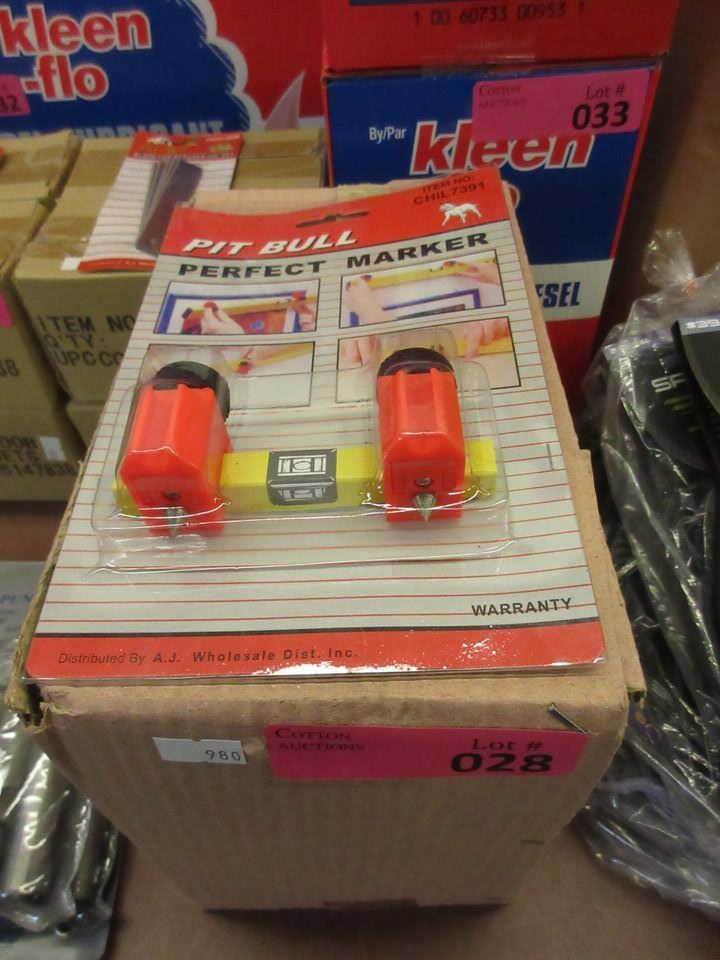 kleen
-flo
1 00 60733 00953 1
COTTON
AUCTIONS
Lot #
033
By/Par
kleen
ESEL
ITEM NO:
CHIL7391
PIT BULL
PERFECT MARKER
WARRANTY
Distributed By A.J. Wholesale Dist. Inc.
980
COTTON
AUCTIONS
Lot #
028
ITEM NO
Q'TY: